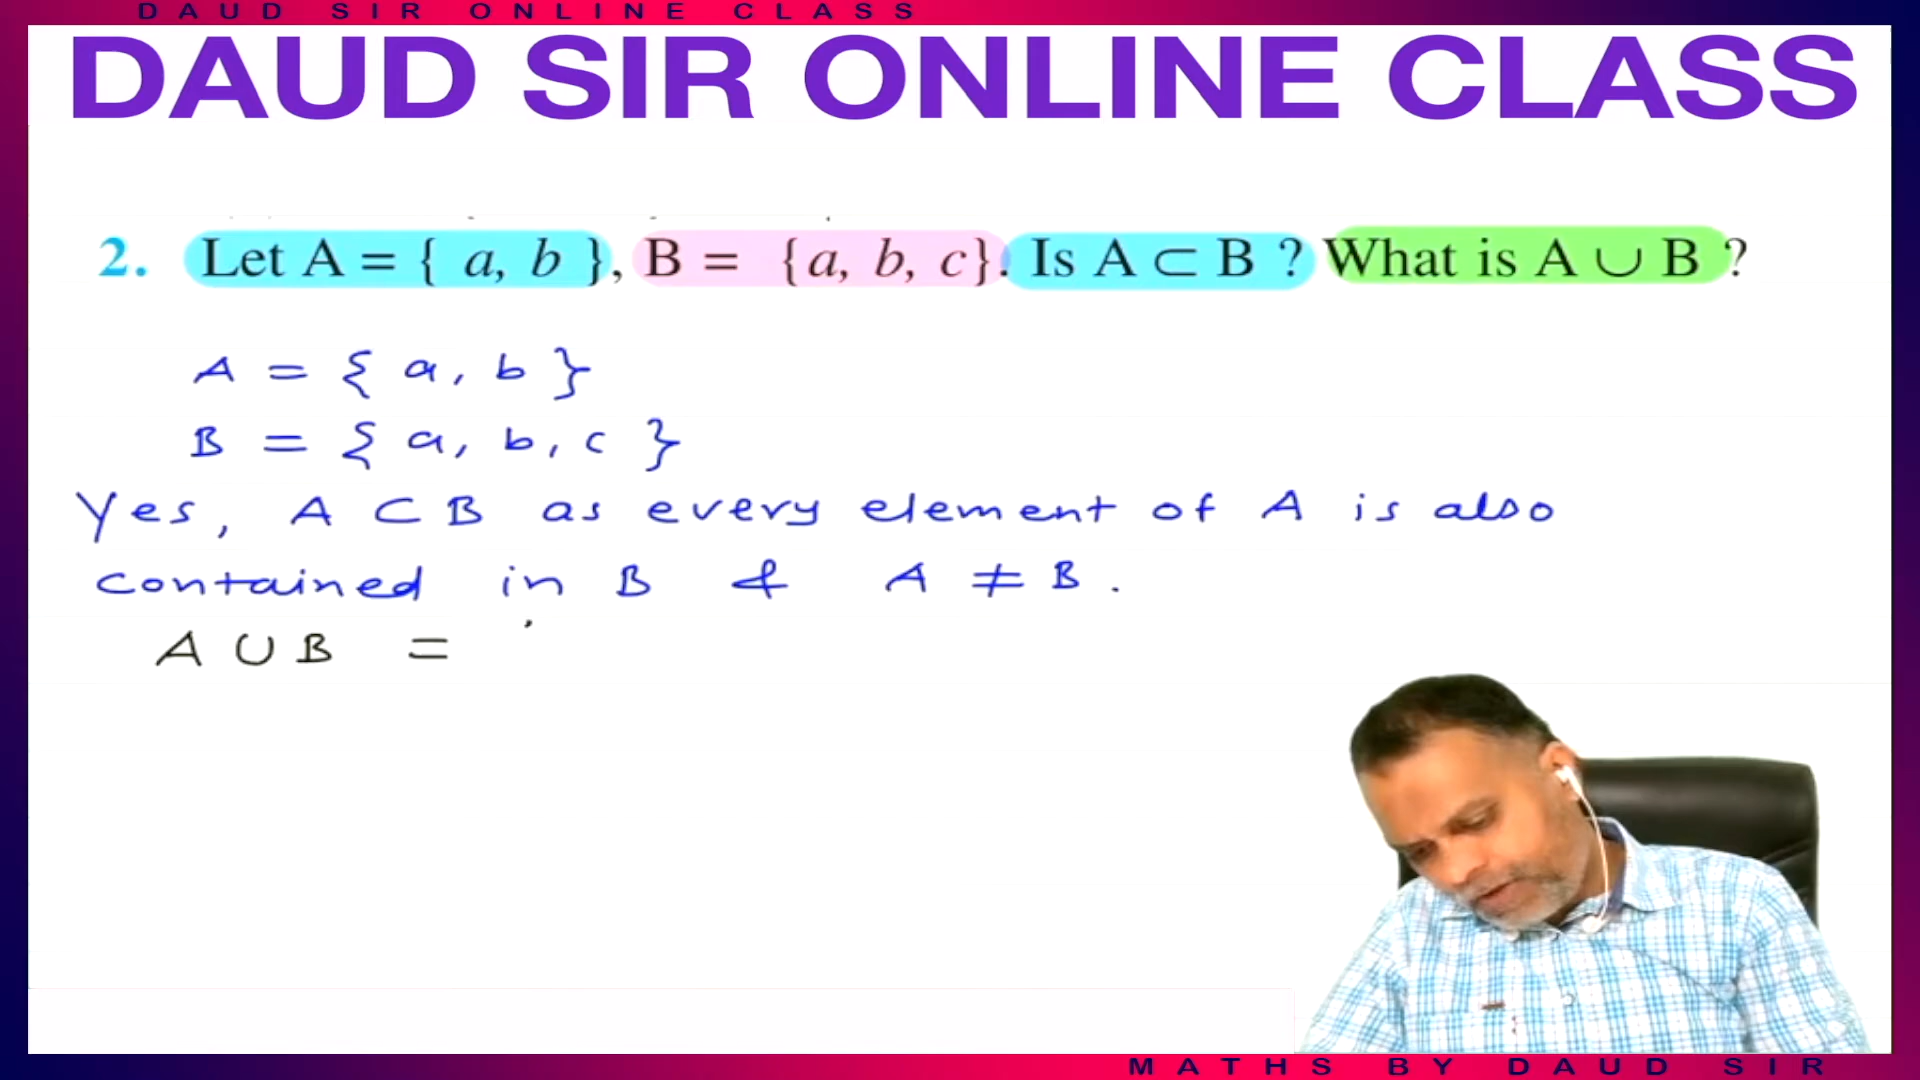 DAUD SIR ONLINE CLASS
DAUD SIR ONLINE CLASS
2. Let A = { a, b }, B = {a, b, c}. Is A ⊂ B ? What is A ∪ B ?
A = { a, b }
B = { a, b, c }
Yes, A ⊂ B as every element of A is also
contained in B & A ≠ B.
A ∪ B =
MATHS BY DAUD SIR